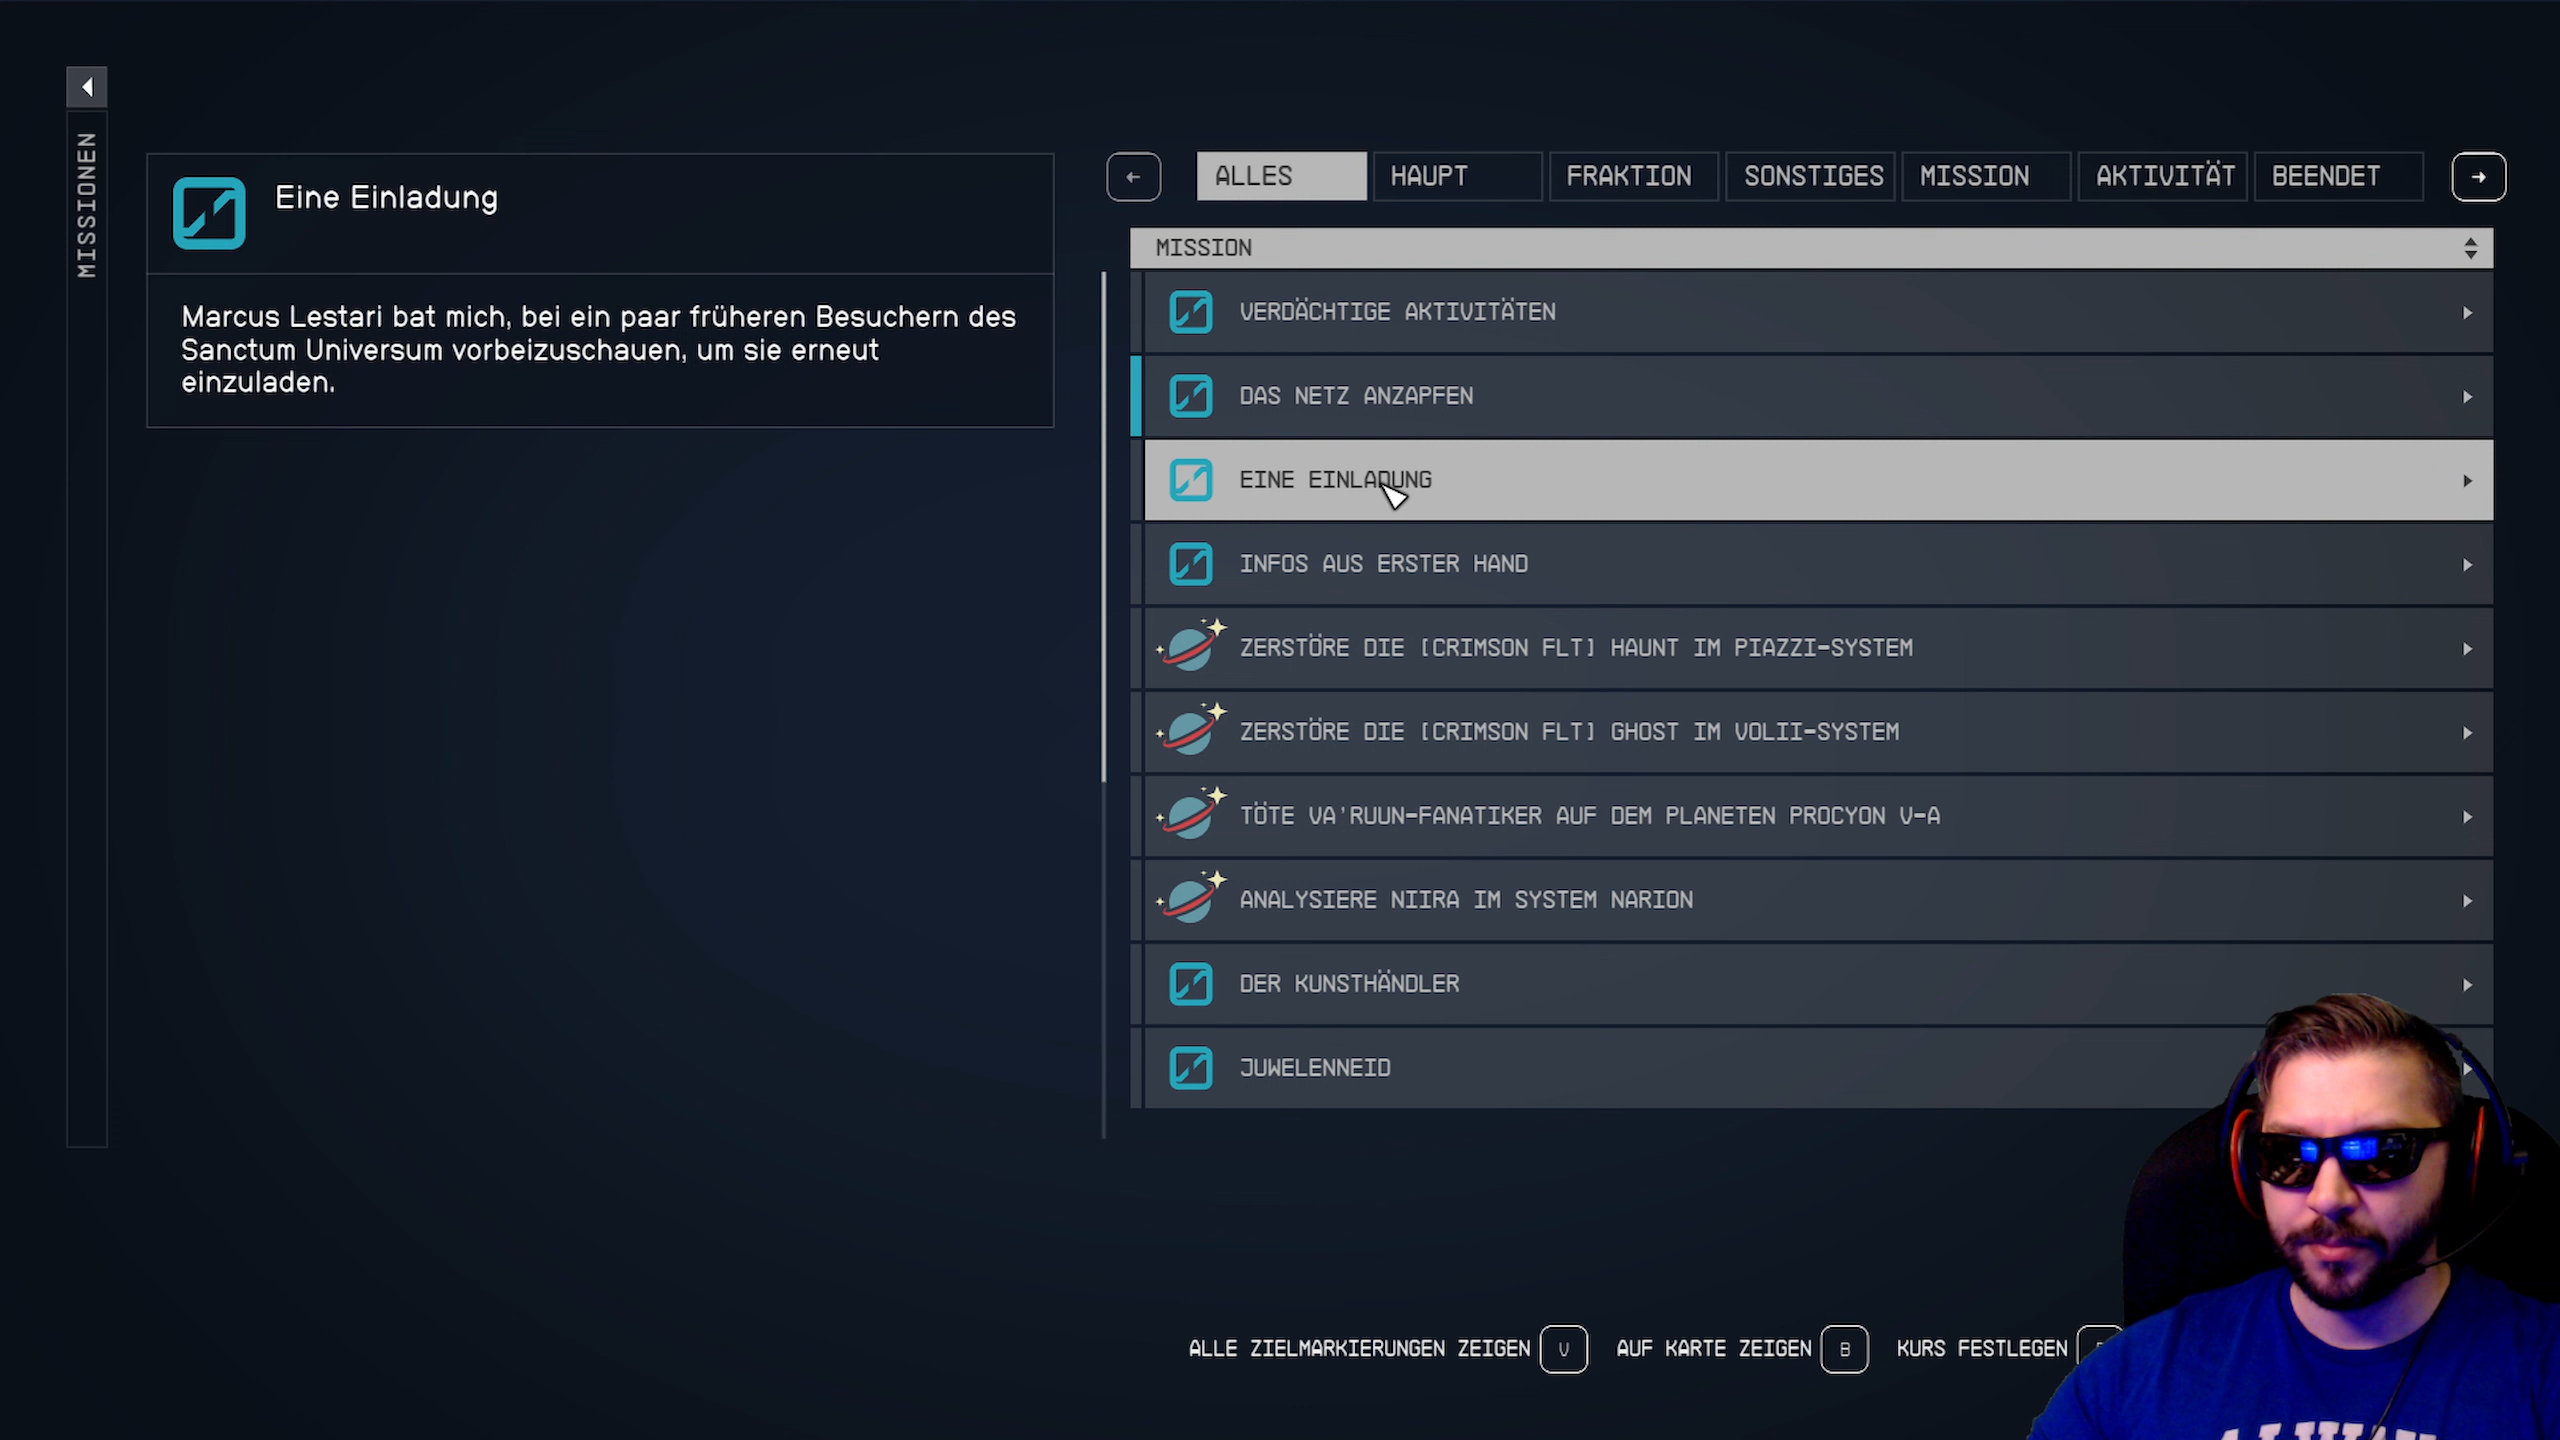 MISSIONEN
Eine Einladung
Marcus Lestari bat mich, bei ein paar früheren Besuchern des
Sanctum Universum vorbeizuschauen, um sie erneut
einzuladen.
ALLES HAUPT FRAKTION SONSTIGES MISSION AKTIVITÄT BEENDET
MISSION
VERDÄCHTIGE AKTIVITÄTEN
DAS NETZ ANZAPFEN
EINE EINLADUNG
INFOS AUS ERSTER HAND
ZERSTÖRE DIE [CRIMSON FLT] HAUNT IM PIAZZI-SYSTEM
ZERSTÖRE DIE [CRIMSON FLT] GHOST IM VOLII-SYSTEM
TÖTE VA'RUUN-FANATIKER AUF DEM PLANETEN PROCYON V-A
ANALYSIERE NIIRA IM SYSTEM NARION
DER KUNSTHÄNDLER
JUWELENNEID
ALLE ZIELMARKIERUNGEN ZEIGEN V AUF KARTE ZEIGEN B KURS FESTLEGEN